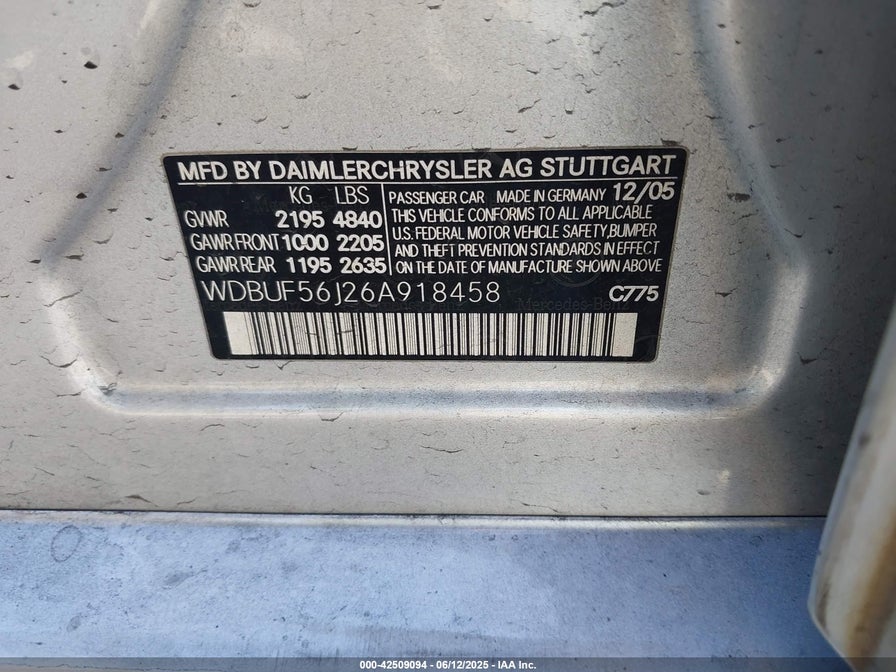 MFD BY DAIMLERCHRYSLER AG STUTTGART
KG LBS
GVWR 2195 4840
GAWR FRONT 1000 2205
GAWR REAR 1195 2635
PASSENGER CAR MADE IN GERMANY 12/05
THIS VEHICLE CONFORMS TO ALL APPLICABLE
U.S. FEDERAL MOTOR VEHICLE SAFETY, BUMPER
AND THEFT PREVENTION STANDARDS IN EFFECT
ON THE DATE OF MANUFACTURE SHOWN ABOVE
WDBUF56J26A918458 C775
Mercedes-Benz
000-42509094 - 06/12/2025 - IAA Inc.